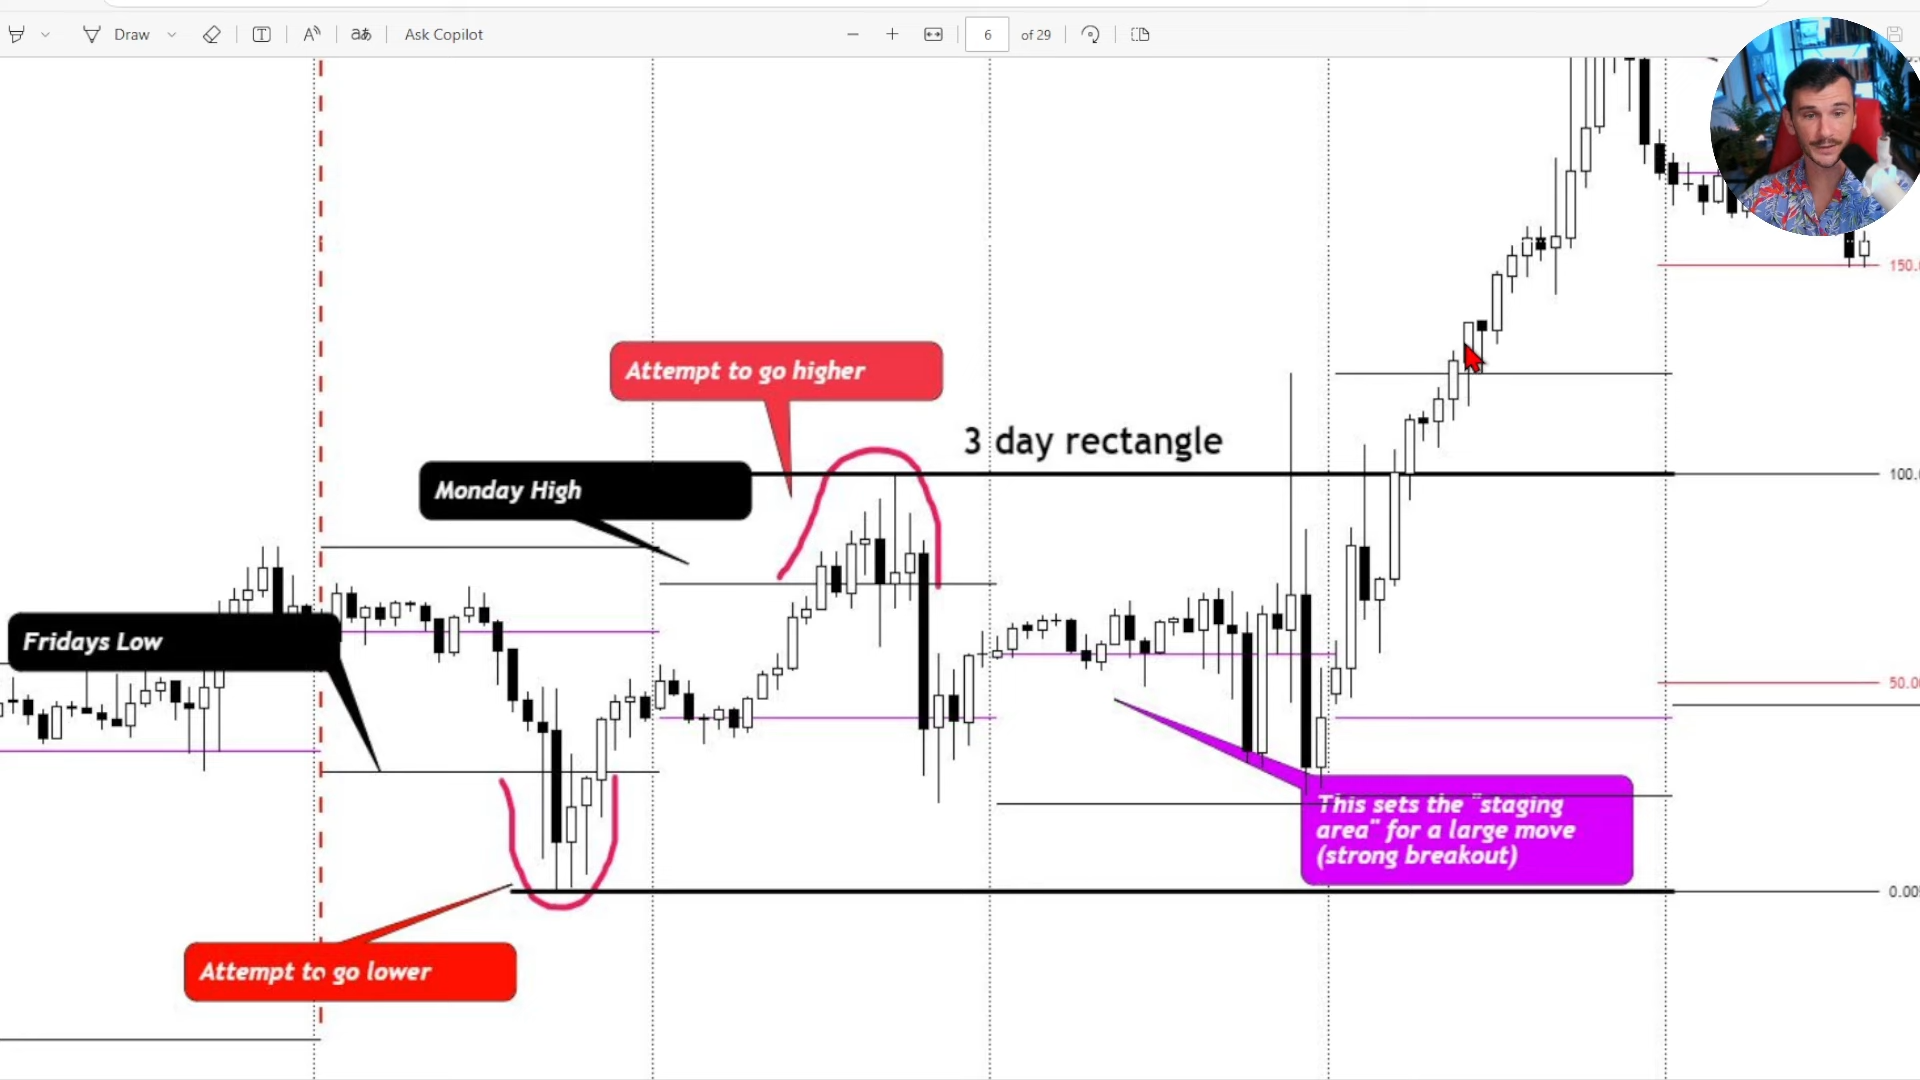 Draw
Ask Copilot
6
of 29
150.
Attempt to go higher
3 day rectangle
100.
Monday High
Fridays Low
50.0
This sets the "staging
area" for a large move
(strong breakout)
0.00
Attempt to go lower